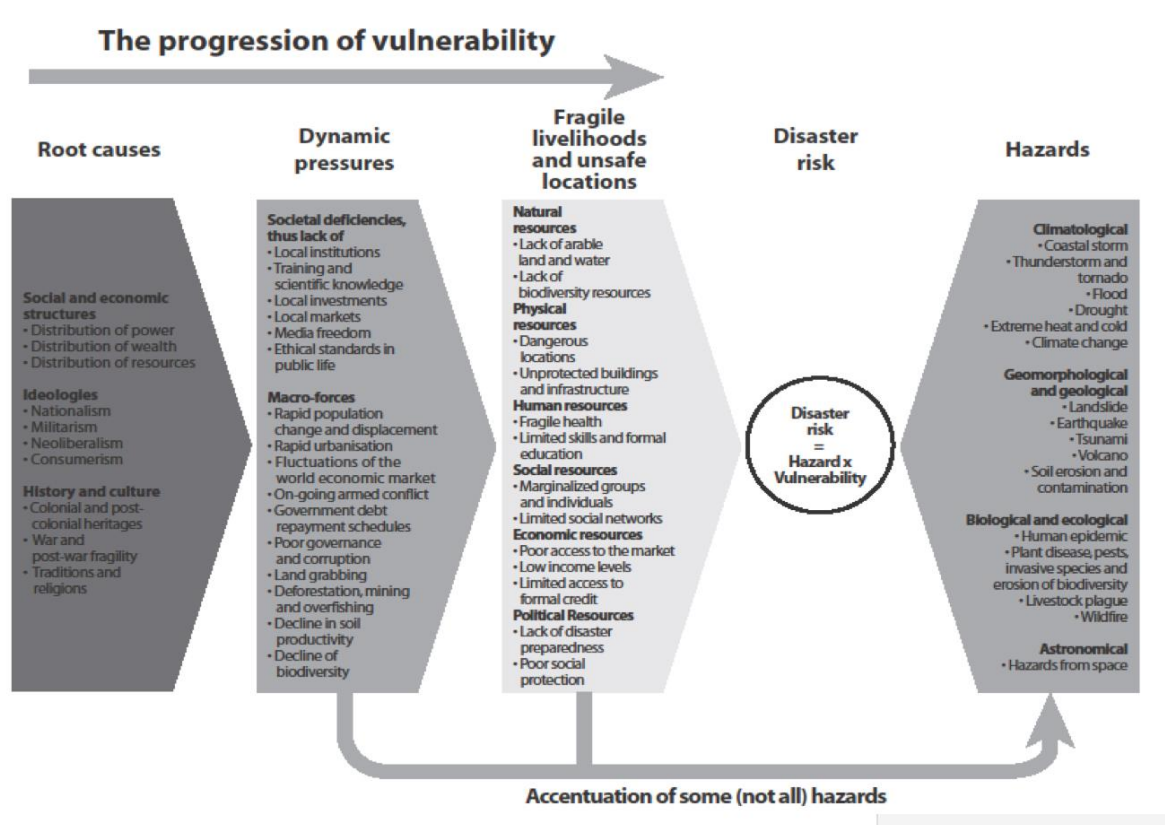 The progression of vulnerability
Root causes
Social and economic
structures
• Distribution of power
• Distribution of wealth
• Distribution of resources
Ideologies
• Nationalism
• Militarism
• Neoliberalism
• Consumerism
History and culture
• Colonial and post-
colonial heritages
• War and
post-war fragility
• Traditions and
religions
Dynamic
pressures
Societal deficiencies,
thus lack of
• Local institutions
• Training and
scientific knowledge
• Local investments
• Local markets
• Media freedom
• Ethical standards in
public life
Macro-forces
• Rapid population
change and displacement
• Rapid urbanisation
• Fluctuations of the
world economic market
• On-going armed conflict
• Government debt
repayment schedules
• Poor governance
and corruption
• Land grabbing
• Deforestation, mining
and overfishing
• Decline in soil
productivity
• Decline of
biodiversity
Fragile
livelihoods
and unsafe
locations
Natural
resources
• Lack of arable
land and water
• Lack of
biodiversity resources
Physical
resources
• Dangerous
locations
• Unprotected buildings
and infrastructure
Human resources
• Fragile health
• Limited skills and formal
education
Social resources
• Marginalized groups
and individuals
• Limited social networks
Economic resources
• Poor access to the market
• Low income levels
• Limited access to
formal credit
Political Resources
• Lack of disaster
preparedness
• Poor social
protection
Disaster
risk
Disaster
risk
=
Hazard x
Vulnerability
Hazards
Climatological
• Coastal storm
• Thunderstorm and
tornado
• Flood
• Drought
• Extreme heat and cold
• Climate change
Geomorphological
and geological
• Landslide
• Earthquake
• Tsunami
• Volcano
• Soil erosion and
contamination
Biological and ecological
• Human epidemic
• Plant disease, pests,
invasive species and
erosion of biodiversity
• Livestock plague
• Wildfire
Astronomical
• Hazards from space
Accentuation of some (not all) hazards